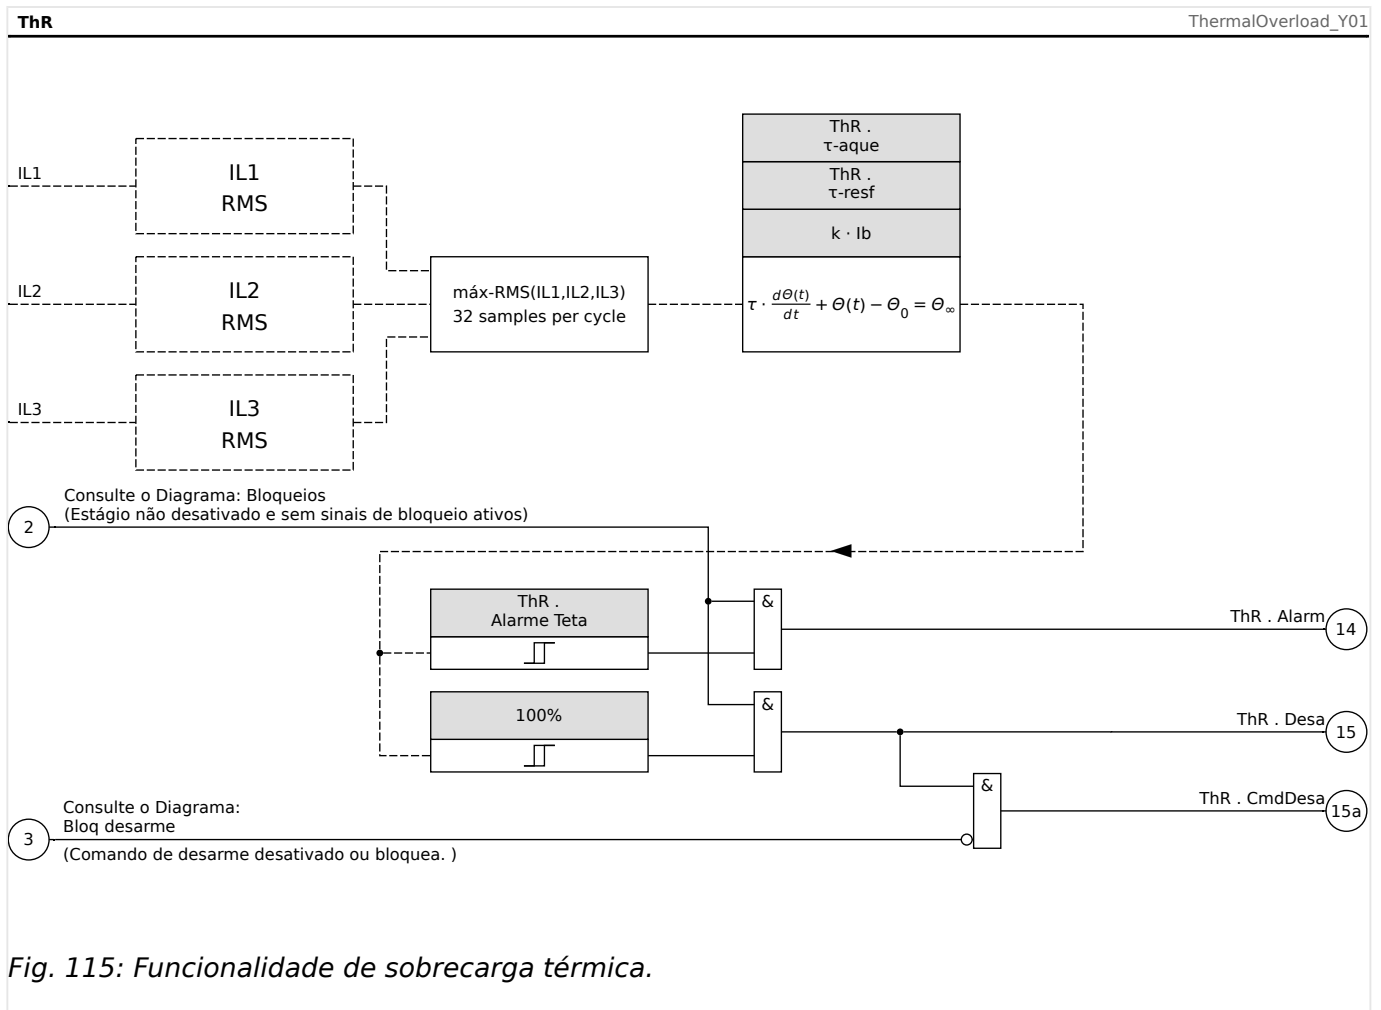 ThR
ThermalOverload_Y01
ThR .
τ-aque
ThR .
τ-resf
k · Ib
IL1
IL1
RMS
IL2
IL2
RMS
máx-RMS(IL1,IL2,IL3)
32 samples per cycle
τ · dΘ(t)/dt + Θ(t) − Θ₀ = Θ∞
IL3
IL3
RMS
Consulte o Diagrama: Bloqueios
(Estágio não desativado e sem sinais de bloqueio ativos)
2
ThR .
Alarme Teta
&
ThR . Alarm
14
100%
&
ThR . Desa
15
Consulte o Diagrama:
Bloq desarme
3
(Comando de desarme desativado ou bloquea. )
&
ThR . CmdDesa
15a
Fig. 115: Funcionalidade de sobrecarga térmica.